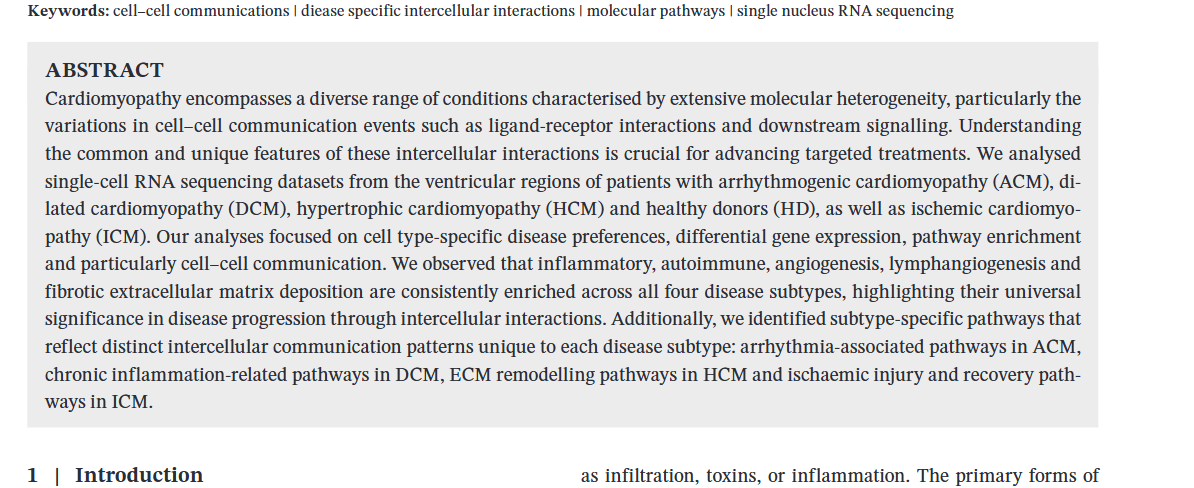 Keywords: cell–cell communications | diease specific intercellular interactions | molecular pathways | single nucleus RNA sequencing
ABSTRACT
Cardiomyopathy encompasses a diverse range of conditions characterised by extensive molecular heterogeneity, particularly the
variations in cell–cell communication events such as ligand-receptor interactions and downstream signalling. Understanding
the common and unique features of these intercellular interactions is crucial for advancing targeted treatments. We analysed
single-cell RNA sequencing datasets from the ventricular regions of patients with arrhythmogenic cardiomyopathy (ACM), di-
lated cardiomyopathy (DCM), hypertrophic cardiomyopathy (HCM) and healthy donors (HD), as well as ischemic cardiomyo-
pathy (ICM). Our analyses focused on cell type-specific disease preferences, differential gene expression, pathway enrichment
and particularly cell–cell communication. We observed that inflammatory, autoimmune, angiogenesis, lymphangiogenesis and
fibrotic extracellular matrix deposition are consistently enriched across all four disease subtypes, highlighting their universal
significance in disease progression through intercellular interactions. Additionally, we identified subtype-specific pathways that
reflect distinct intercellular communication patterns unique to each disease subtype: arrhythmia-associated pathways in ACM,
chronic inflammation-related pathways in DCM, ECM remodelling pathways in HCM and ischaemic injury and recovery path-
ways in ICM.
1 | Introduction
as infiltration, toxins, or inflammation. The primary forms of